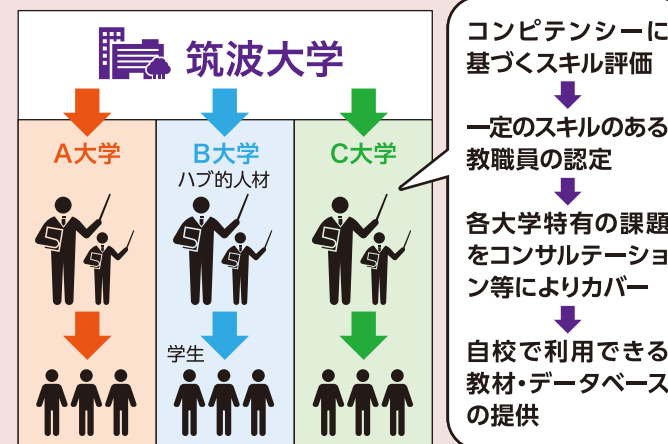 筑波大学
A大学
B大学
C大学
ハブ的人材
学生
コンピテンシーに
基づくスキル評価
一定のスキルのある
教職員の認定
各大学特有の課題
をコンサルテーショ
ン等によりカバー
自校で利用できる
教材・データベース
の提供